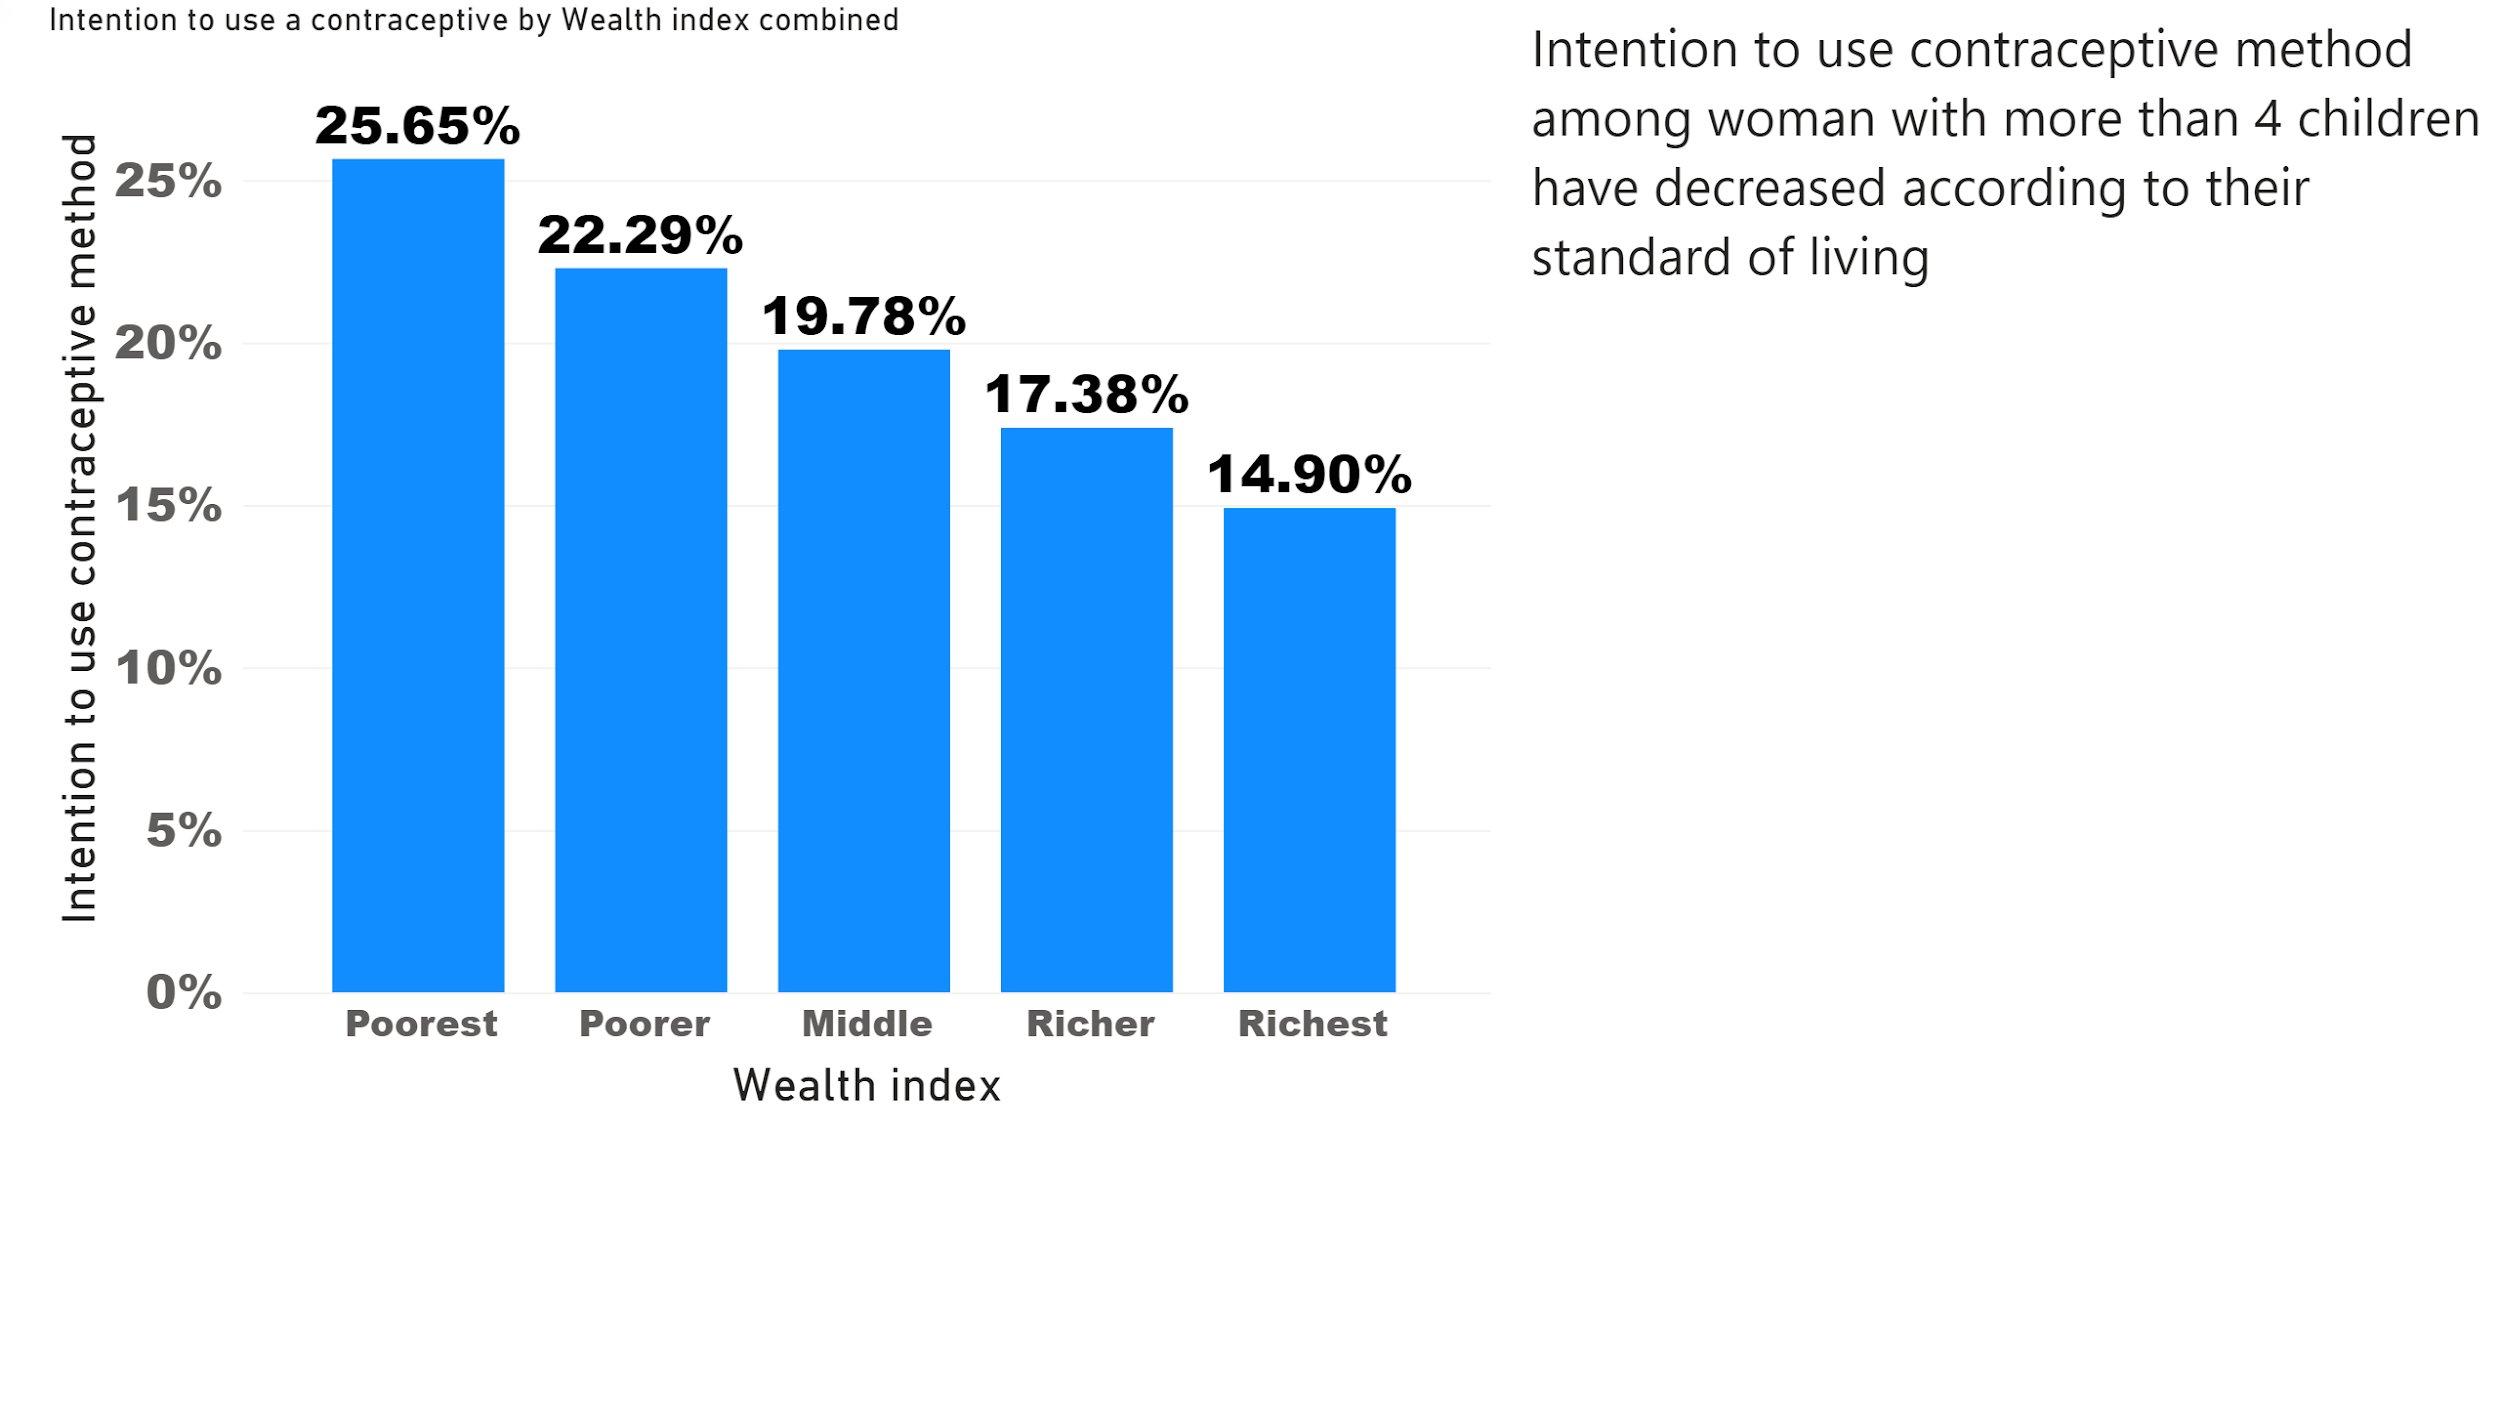 Intention to use a contraceptive by Wealth index combined
Intention to use contraceptive method
among woman with more than 4 children
have decreased according to their
standard of living
Intention to use contraceptive method
25.65%
22.29%
19.78%
17.38%
14.90%
25%
20%
15%
10%
5%
0%
Poorest Poorer Middle Richer Richest
Wealth index